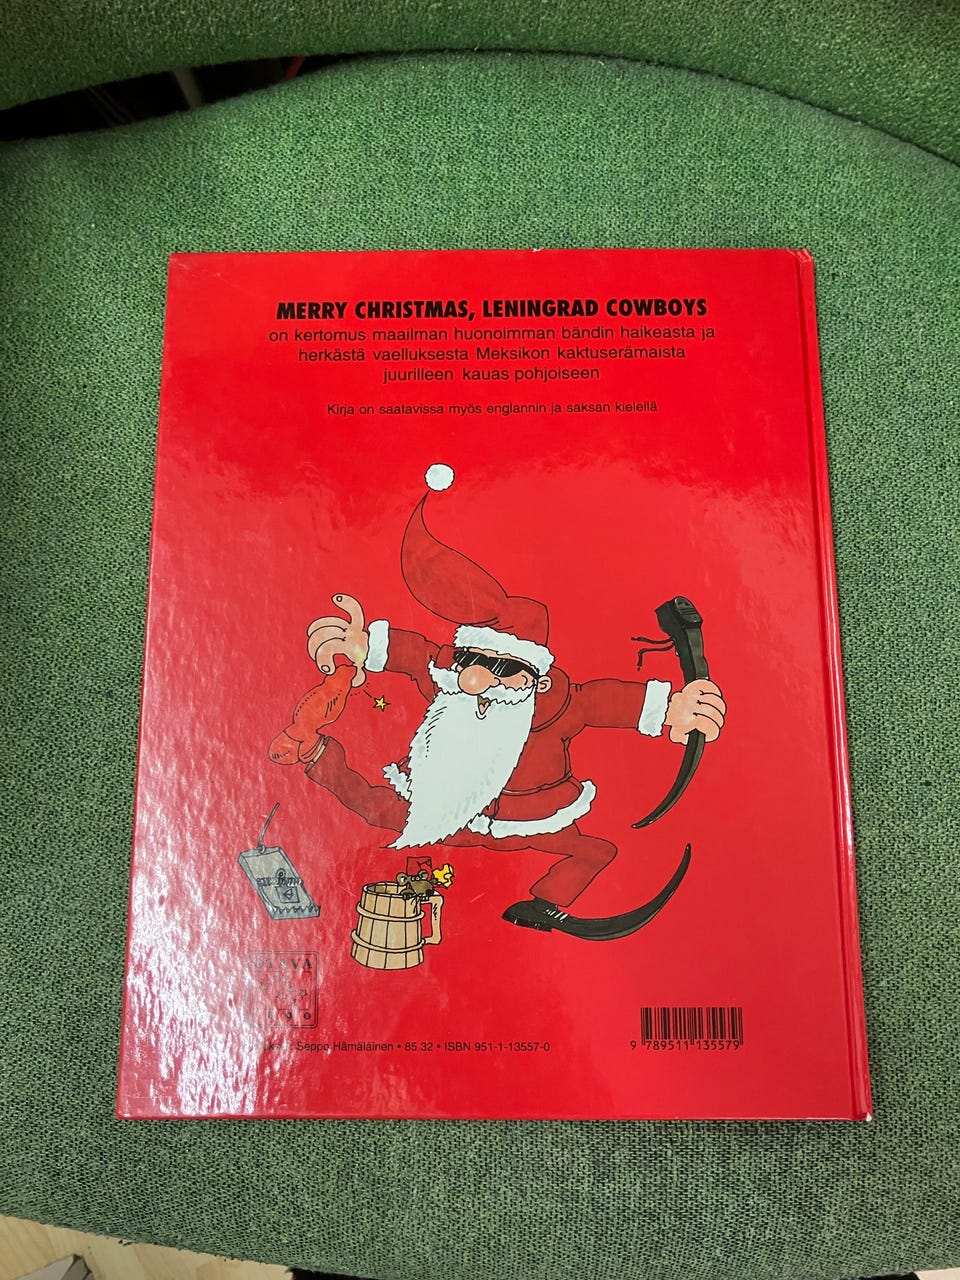 MERRY CHRISTMAS, LENINGRAD COWBOYS
on kertomus maailman huonoimman bändin haikeasta ja
herkästä vaelluksesta Meksikon kaktuserämaista
juurilleen kauas pohjoiseen
Kirja on saatavissa myös englannin ja saksan kielellä
OTAVA
1890
Seppo Hämäläinen • 85.32 • ISBN 951-1-13557-0
9 789511 135579